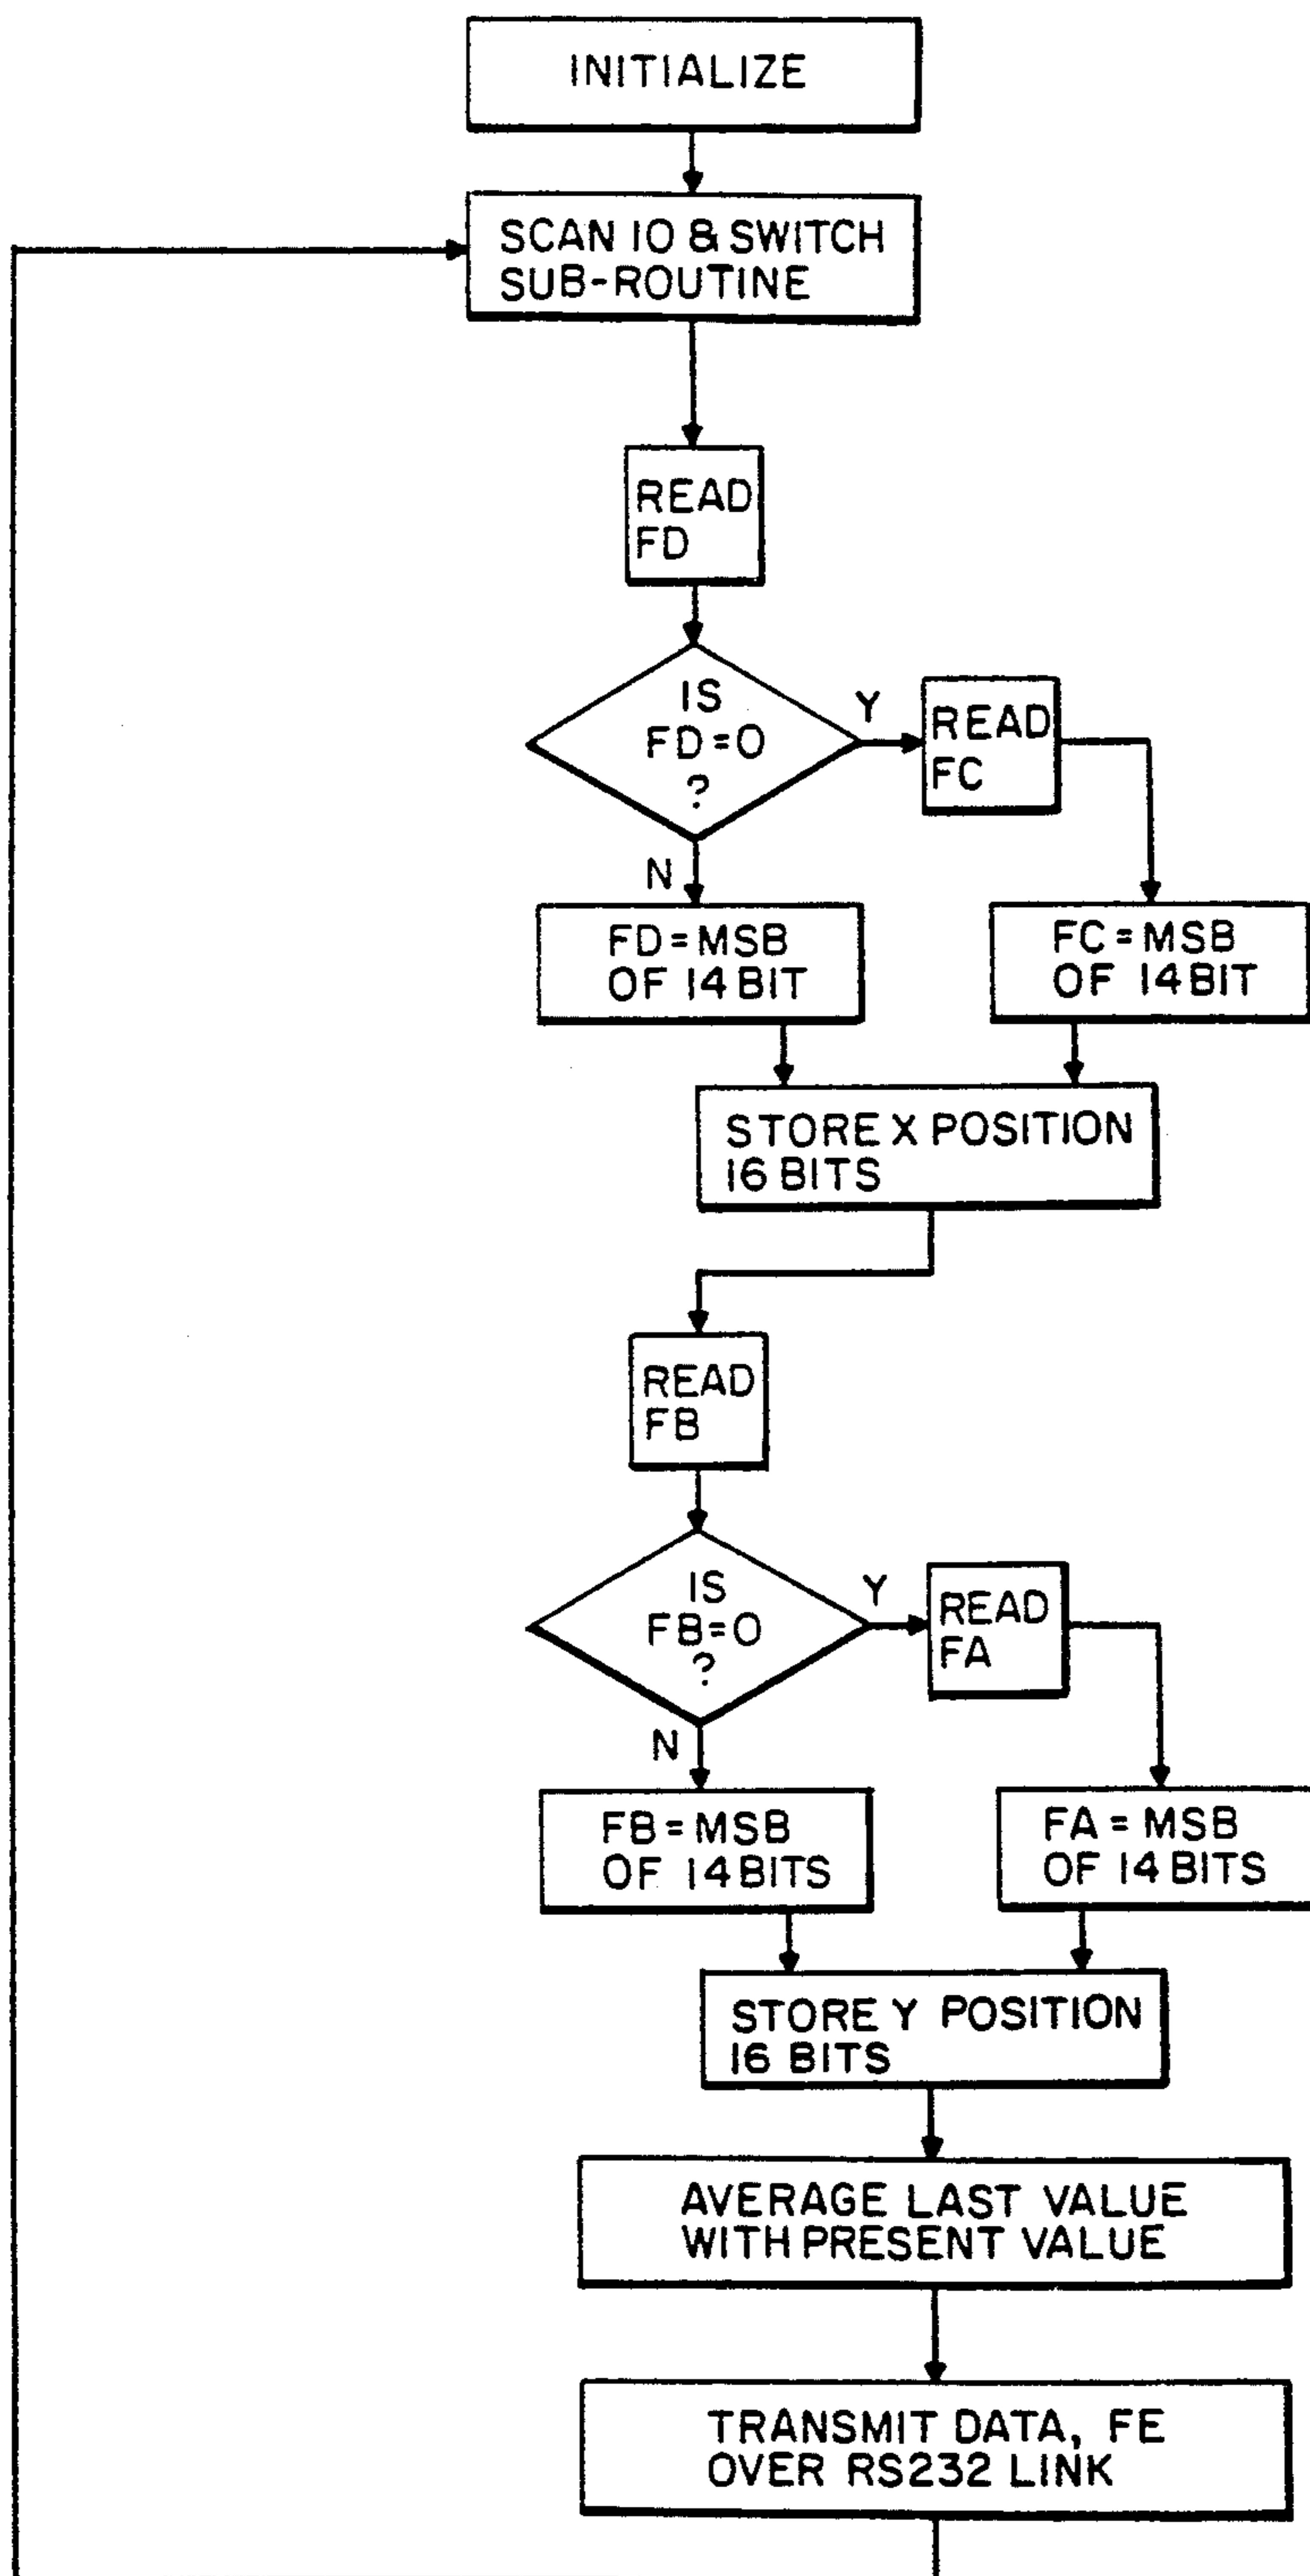 INITIALIZE
SCAN IO & SWITCH
SUB-ROUTINE
READ
FD
IS
FD=0
?
Y
READ
FC
N
FD=MSB
OF 14 BIT
FC=MSB
OF 14 BIT
STORE X POSITION
16 BITS
READ
FB
IS
FB=0
?
Y
READ
FA
N
FB=MSB
OF 14 BITS
FA=MSB
OF 14 BITS
STORE Y POSITION
16 BITS
AVERAGE LAST VALUE
WITH PRESENT VALUE
TRANSMIT DATA, FE
OVER RS232 LINK